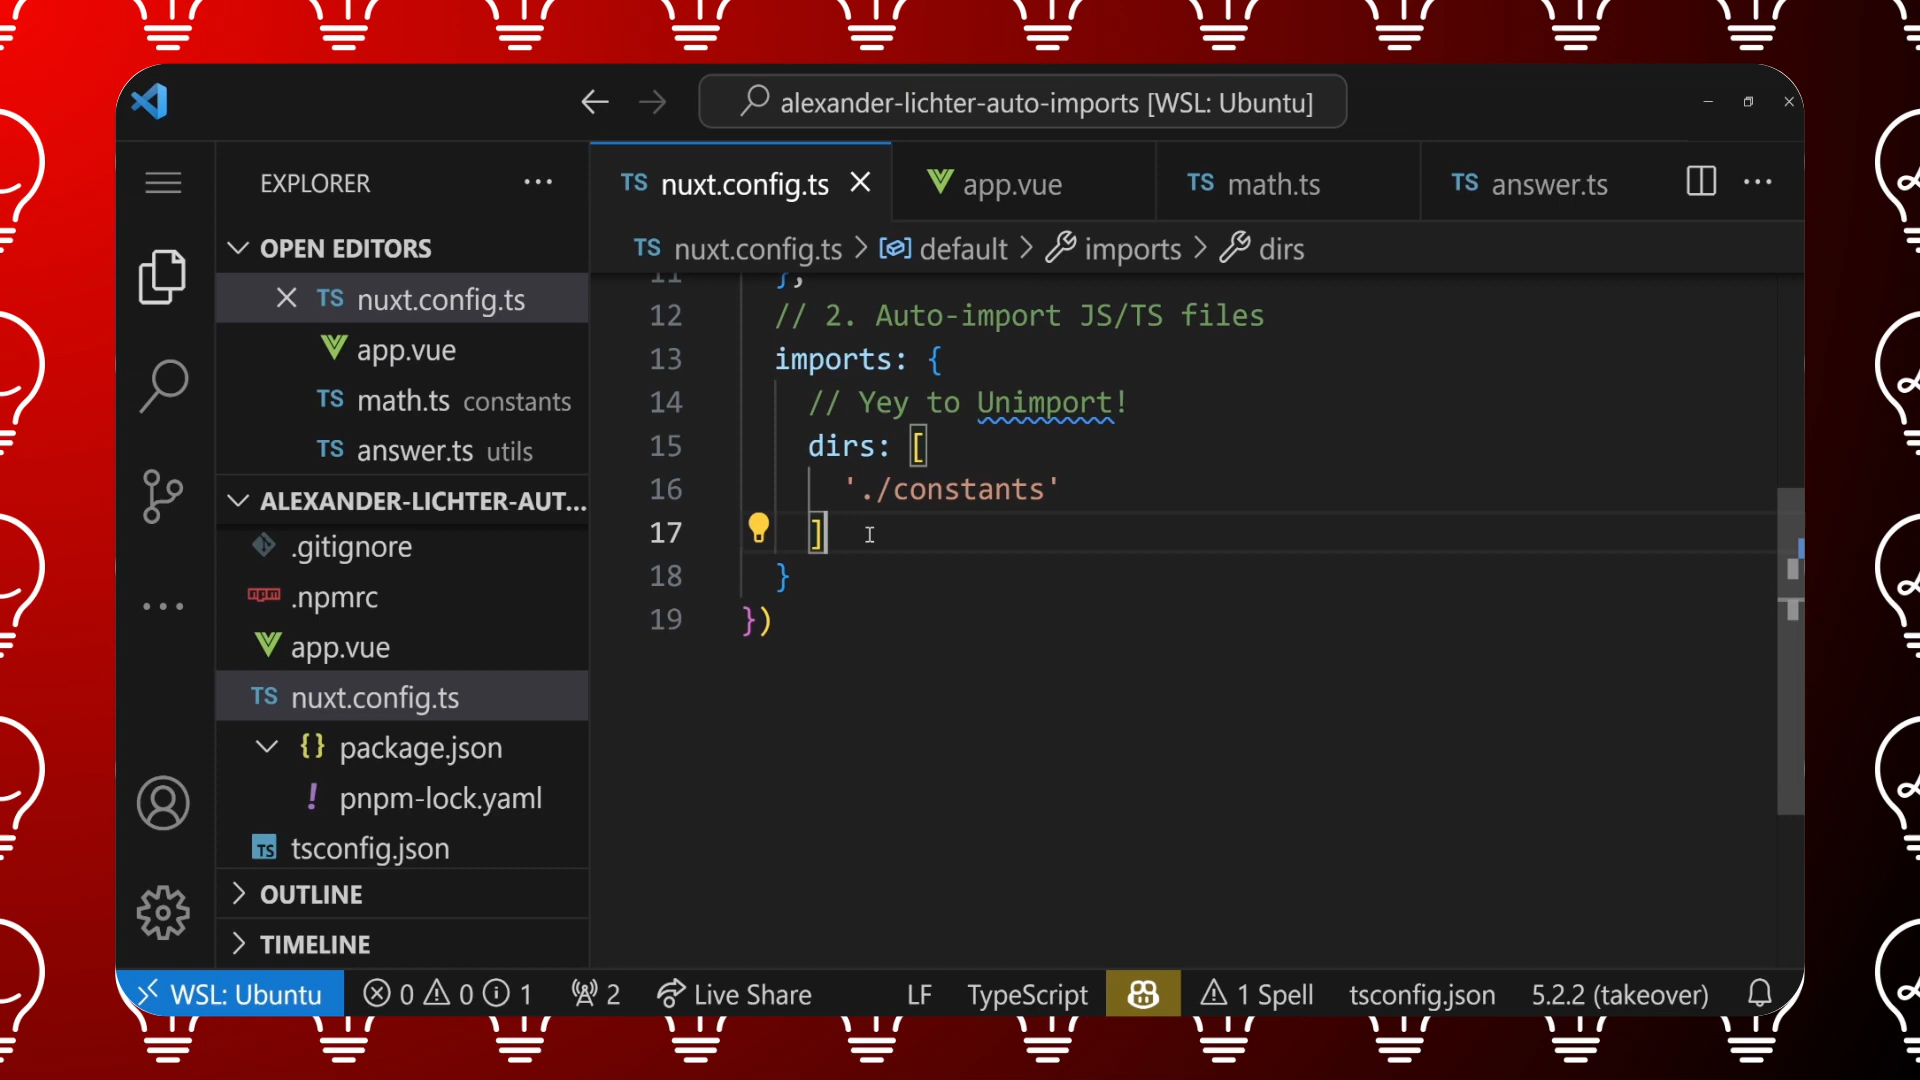 alexander-lichter-auto-imports [WSL: Ubuntu]
EXPLORER
OPEN EDITORS
TS nuxt.config.ts
app.vue
TS math.ts constants
TS answer.ts utils
ALEXANDER-LICHTER-AUT...
.gitignore
npm .npmrc
app.vue
TS nuxt.config.ts
{} package.json
! pnpm-lock.yaml
TS tsconfig.json
OUTLINE
TIMELINE
TS nuxt.config.ts
app.vue
TS math.ts
TS answer.ts
TS nuxt.config.ts > default > imports > dirs
11 },
12 // 2. Auto-import JS/TS files
13 imports: {
14 // Yey to Unimport!
15 dirs: [
16 './constants'
17 ]
18 }
19 })
WSL: Ubuntu 0 0 1 2 Live Share LF TypeScript 1 Spell tsconfig.json 5.2.2 (takeover)